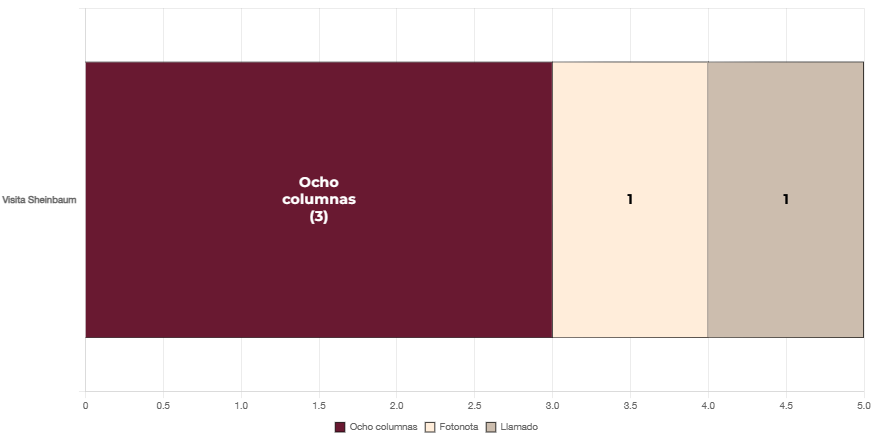 Ocho
columnas
(3)
1
1
Visita Sheinbaum
0 0.5 1.0 1.5 2.0 2.5 3.0 3.5 4.0 4.5 5.0
Ocho columnas Fotonota Llamado